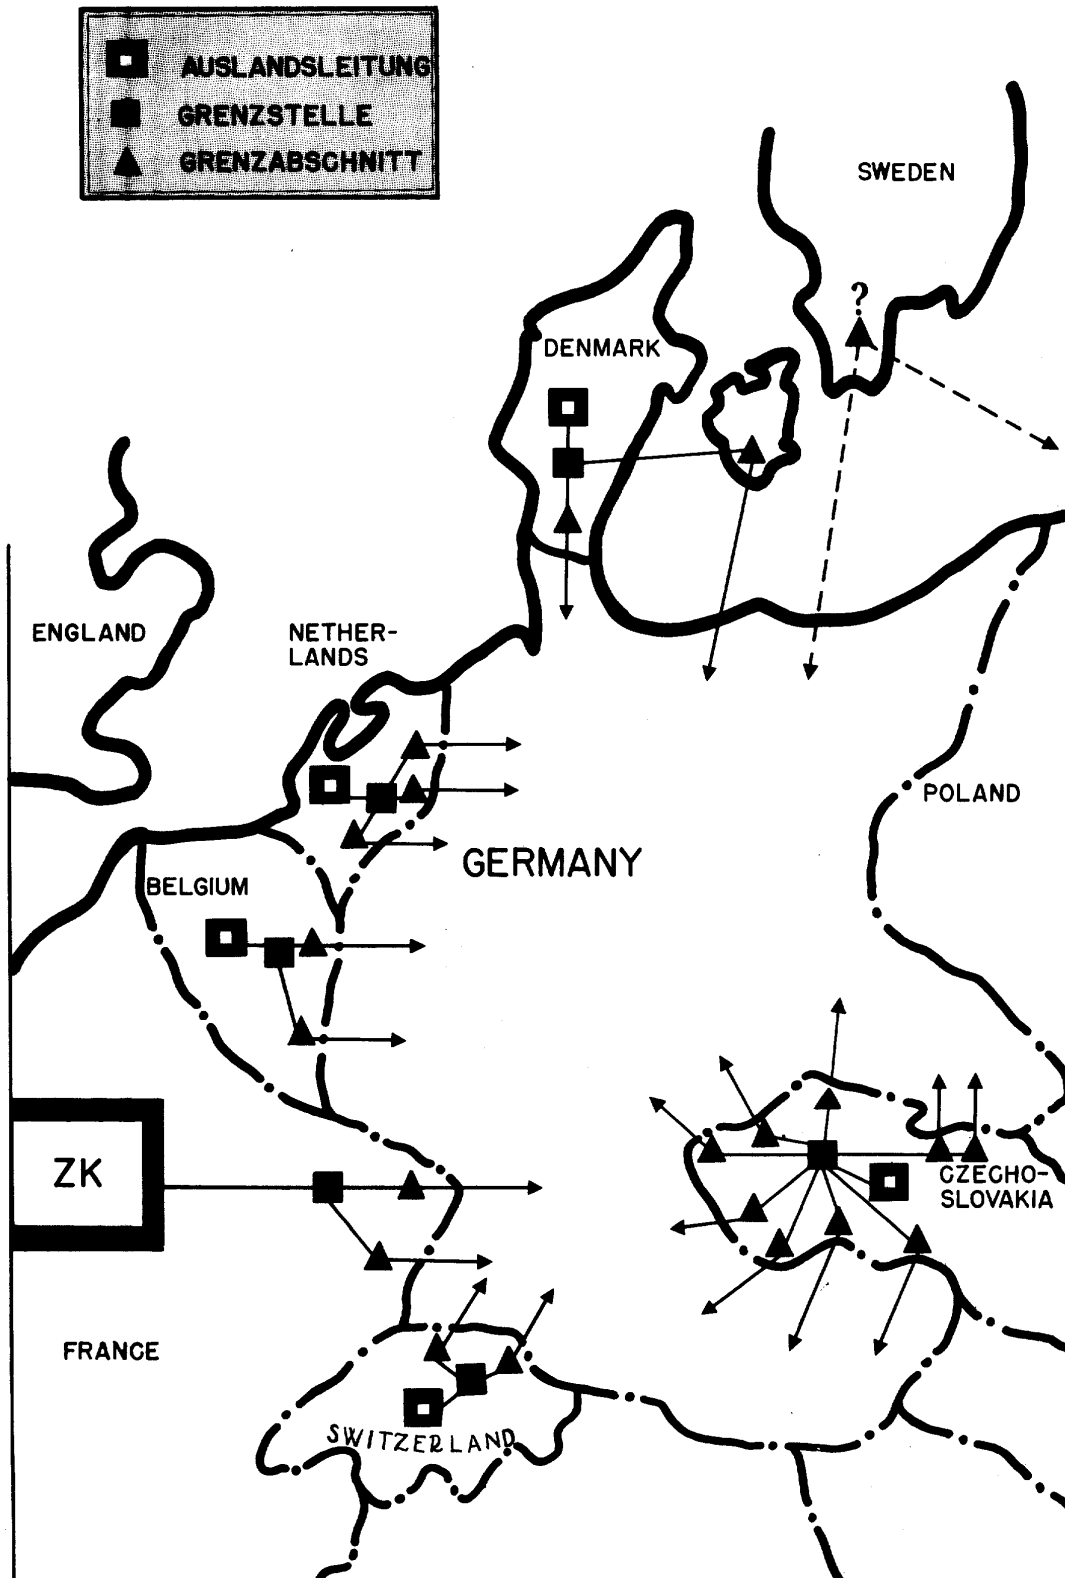 AUSLANDSLEITUNG
GRENZSTELLE
GRENZABSCHNITT
SWEDEN
?
DENMARK
ENGLAND
NETHER-
LANDS
POLAND
GERMANY
BELGIUM
ZK
CZECHO-
SLOVAKIA
FRANCE
SWITZERLAND